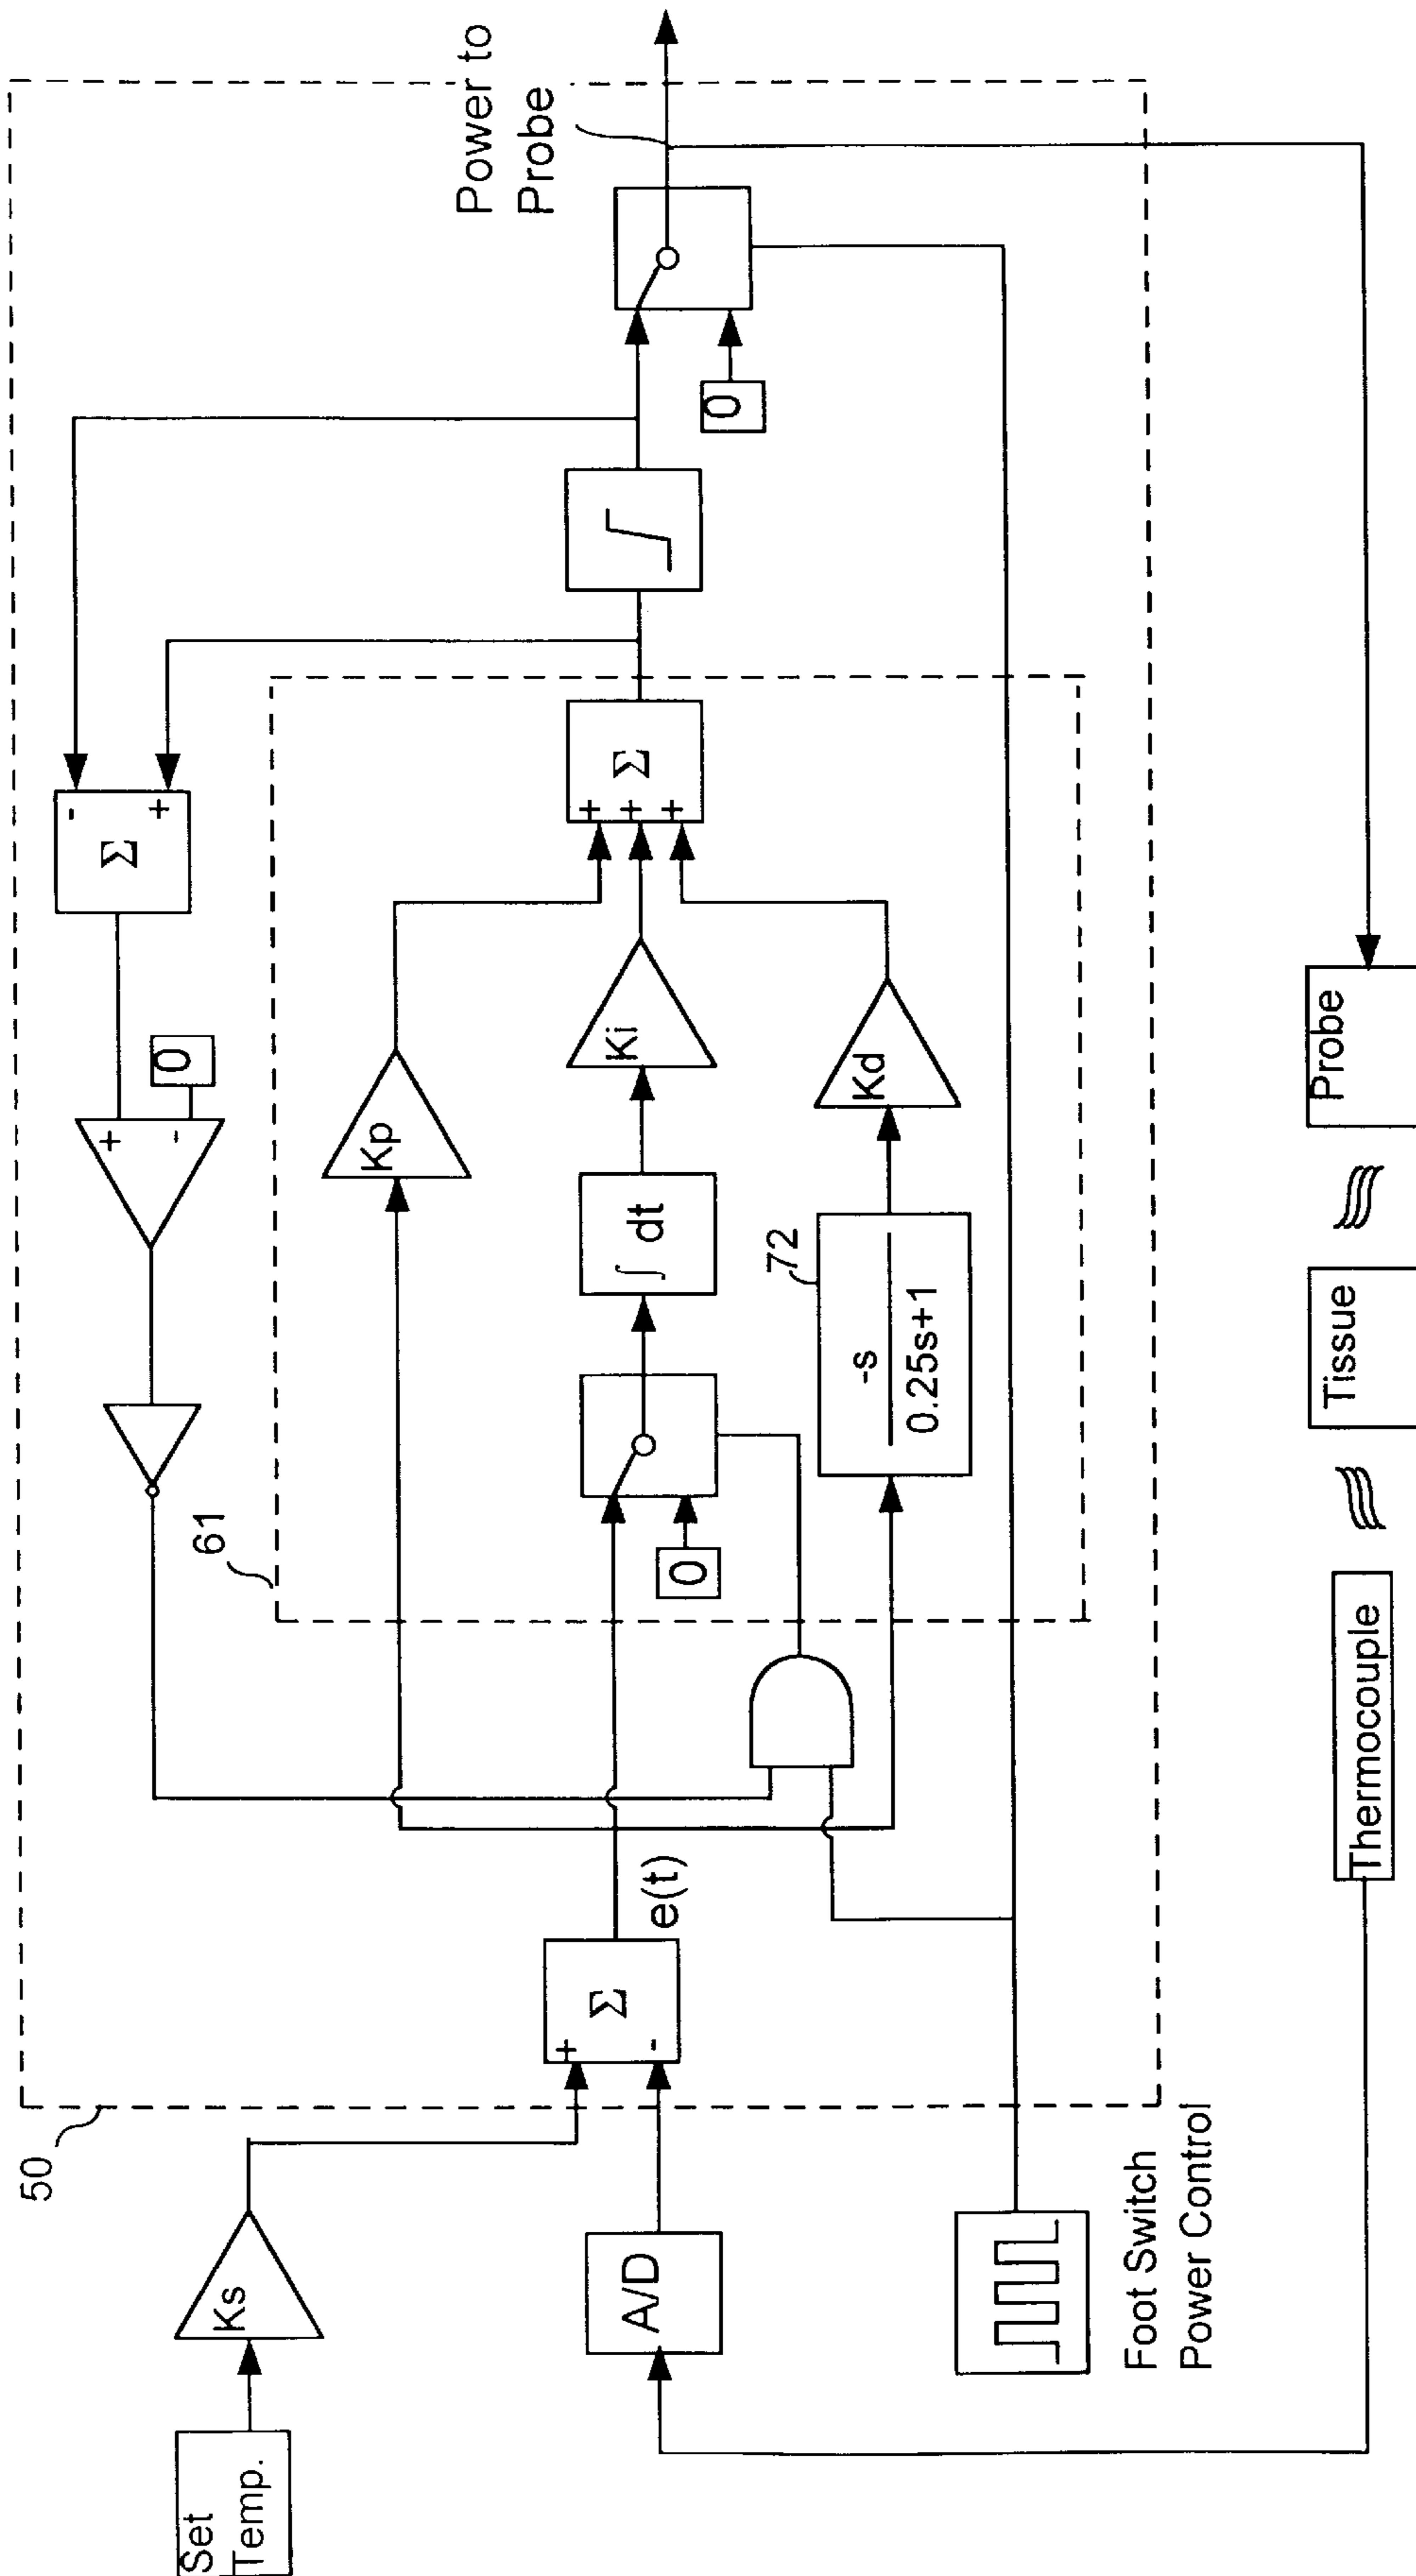 50
Set
Temp.
Ks
A/D
Foot Switch
Power Control
+
-
Σ
e(t)
61
0
∫ dt
-s
0.25s+1
72
Kp
Ki
Kd
+
+
+
Σ
+
-
0
-
+
Σ
0
Power to
Probe
Thermocouple
Tissue
Probe